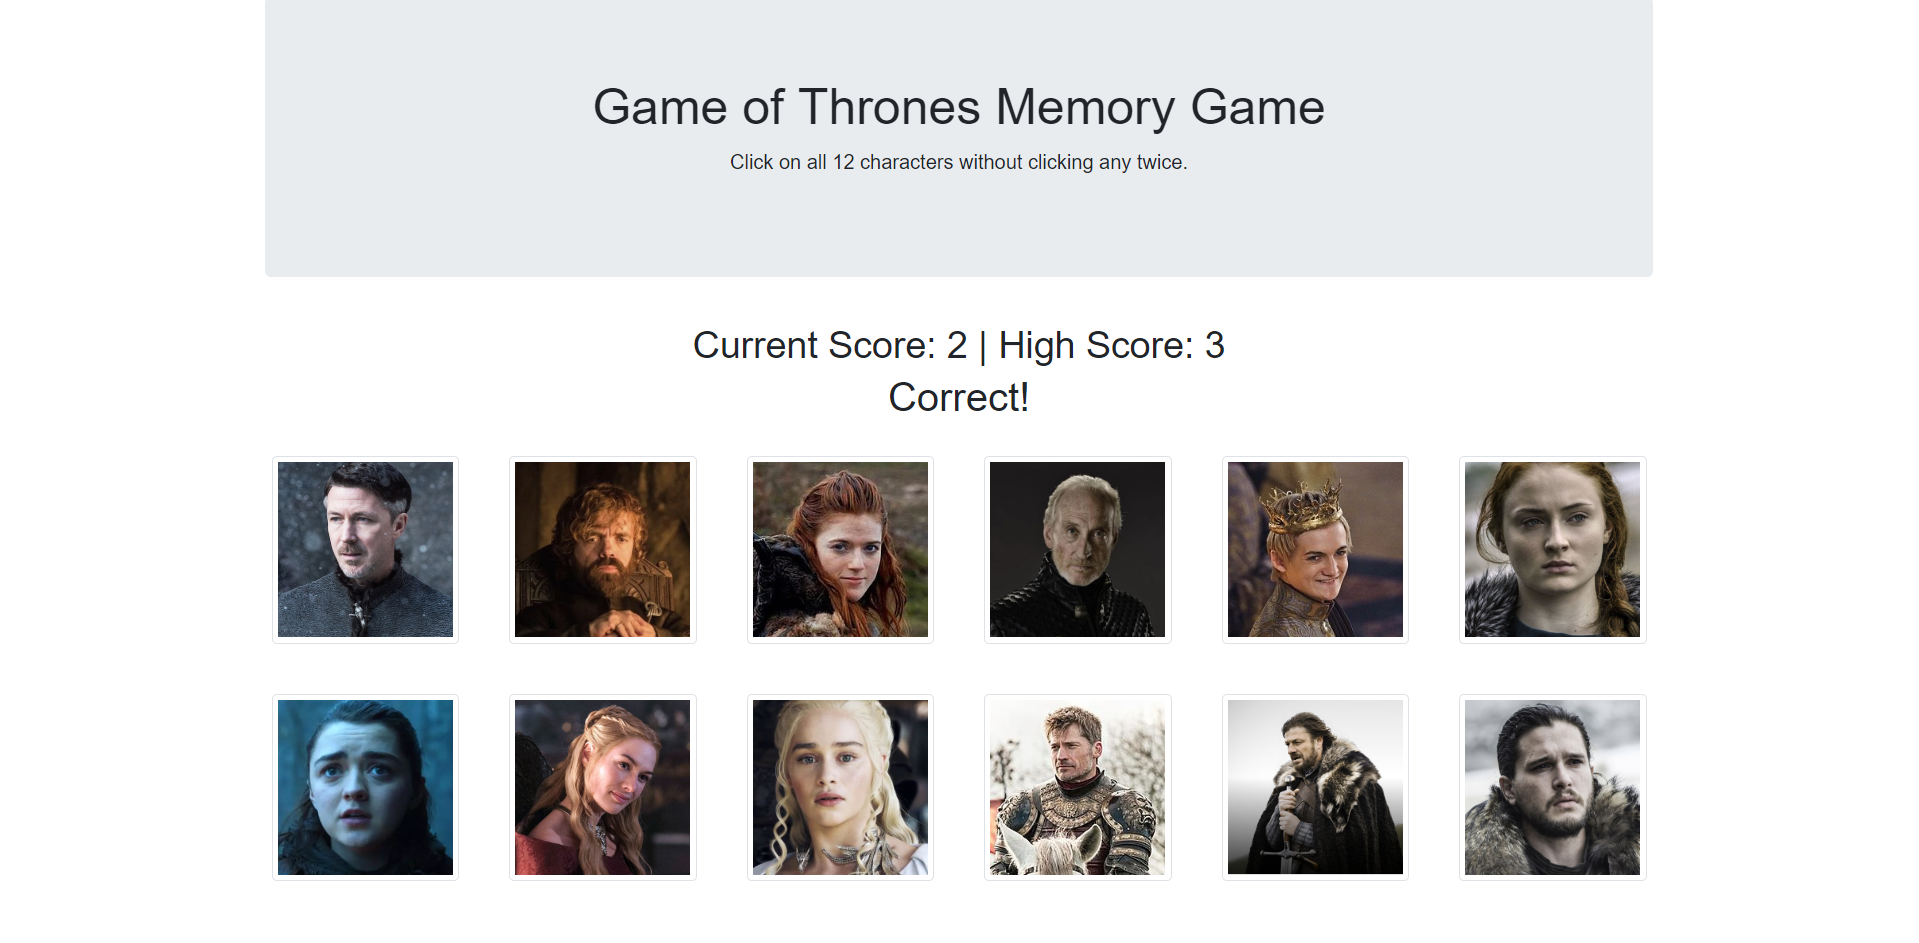 Game of Thrones Memory Game
Click on all 12 characters without clicking any twice.
Current Score: 2 | High Score: 3
Correct!